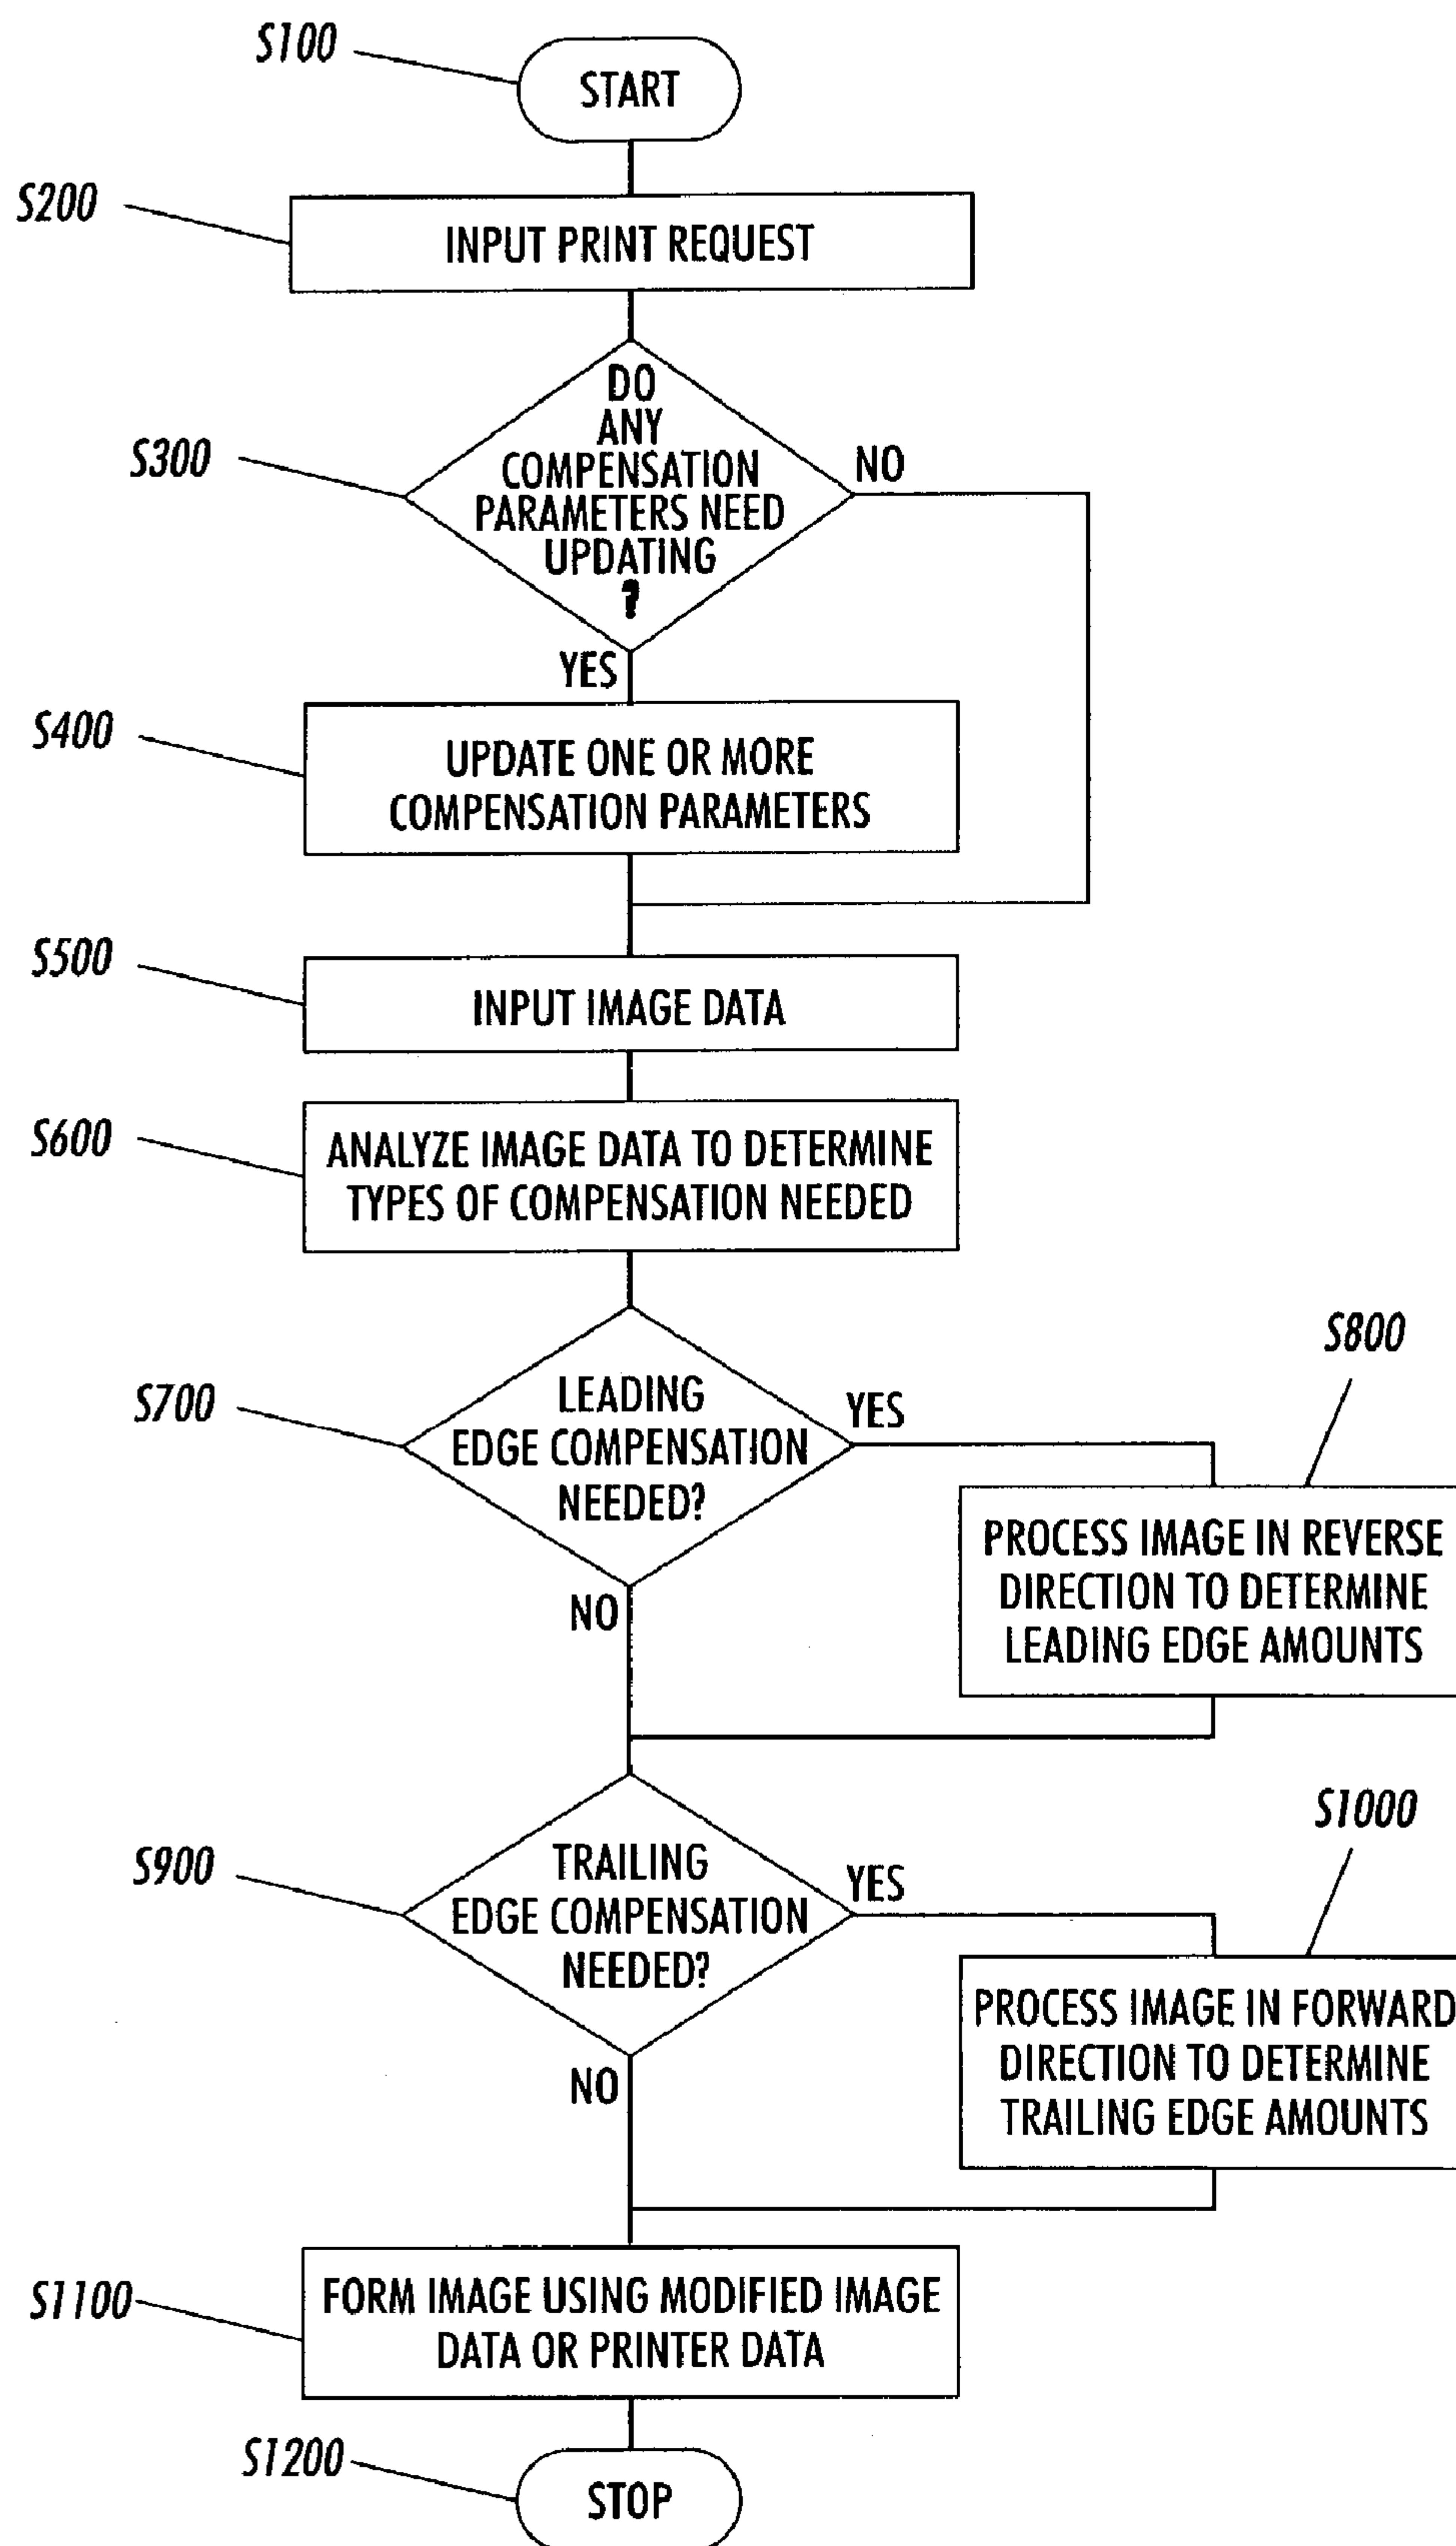 S100
START
S200
INPUT PRINT REQUEST
S300
DO
ANY
COMPENSATION
PARAMETERS NEED
UPDATING
?
NO
YES
S400
UPDATE ONE OR MORE
COMPENSATION PARAMETERS
S500
INPUT IMAGE DATA
S600
ANALYZE IMAGE DATA TO DETERMINE
TYPES OF COMPENSATION NEEDED
S700
LEADING
EDGE COMPENSATION
NEEDED?
YES
NO
S800
PROCESS IMAGE IN REVERSE
DIRECTION TO DETERMINE
LEADING EDGE AMOUNTS
S900
TRAILING
EDGE COMPENSATION
NEEDED?
YES
NO
S1000
PROCESS IMAGE IN FORWARD
DIRECTION TO DETERMINE
TRAILING EDGE AMOUNTS
S1100
FORM IMAGE USING MODIFIED IMAGE
DATA OR PRINTER DATA
S1200
STOP